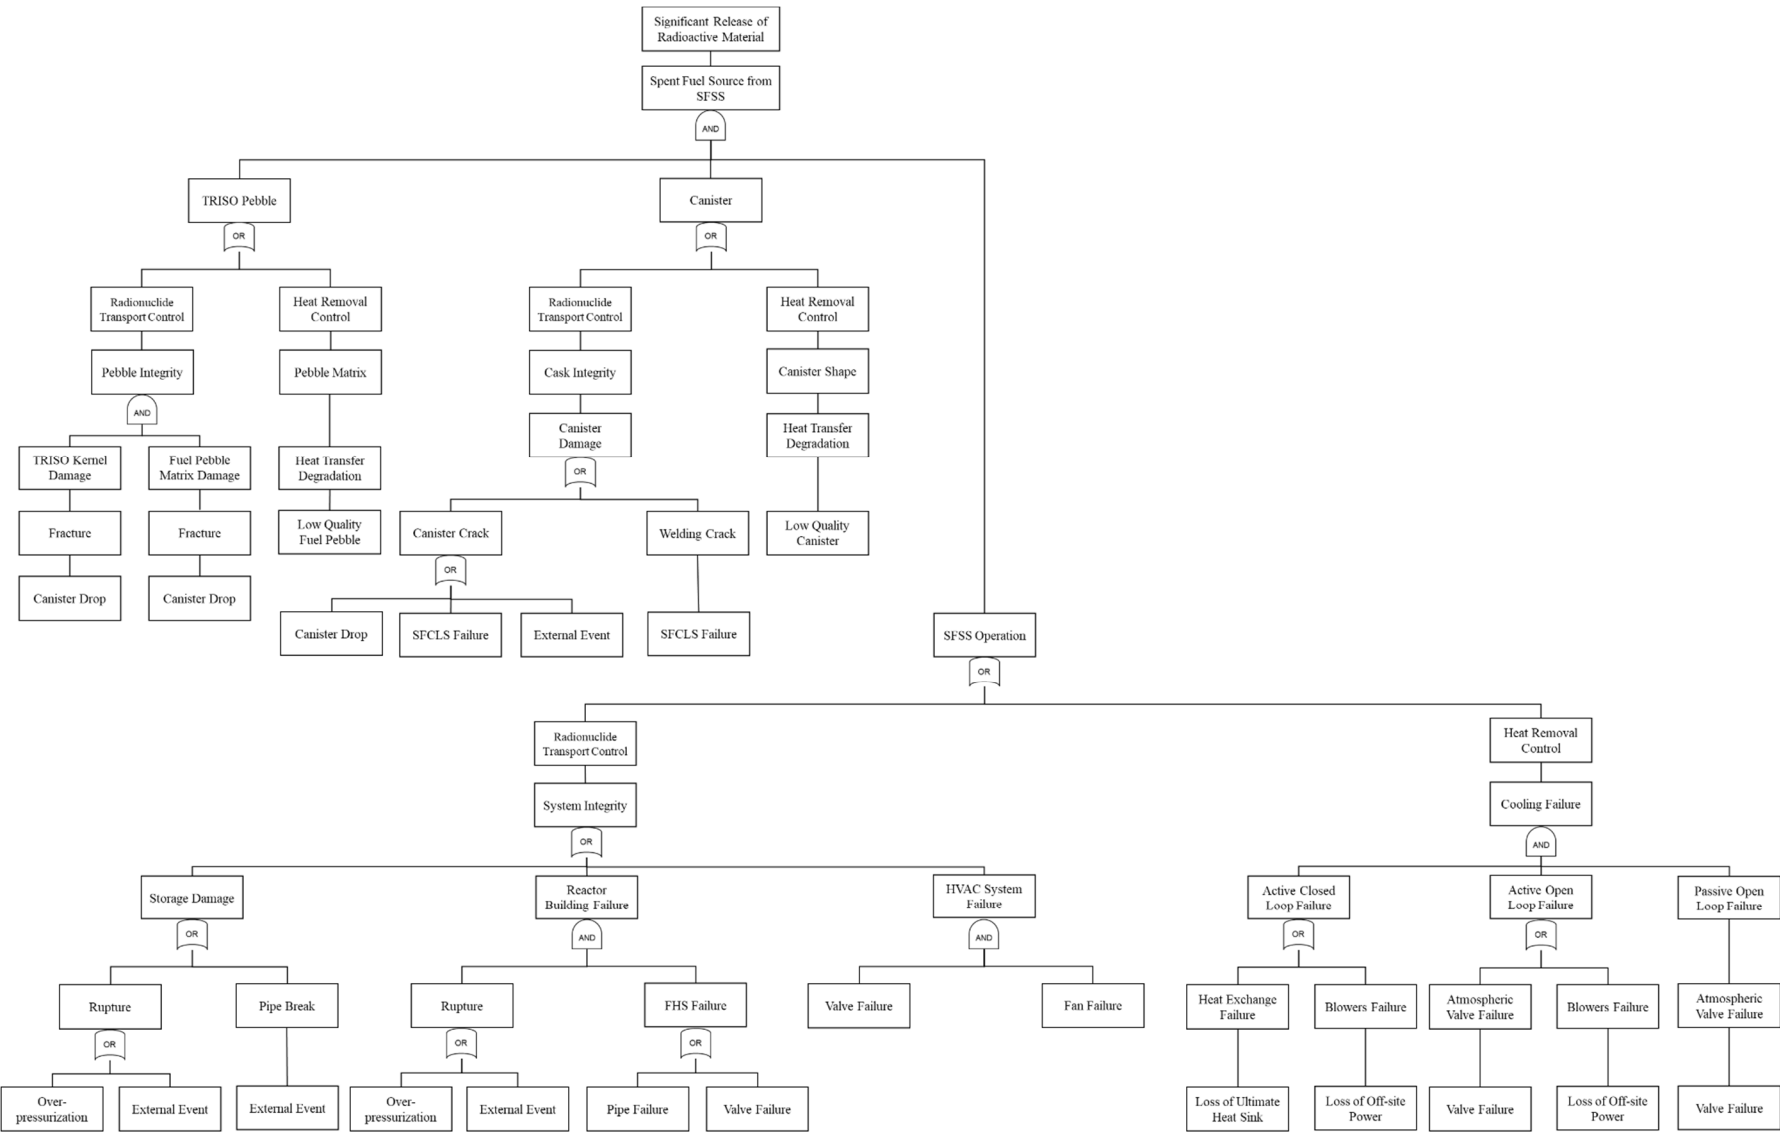 Significant Release of
Radioactive Material
Spent Fuel Source from
SFSS
AND
TRISO Pebble
Canister
OR
OR
Radionuclide
Transport Control
Heat Removal
Control
Radionuclide
Transport Control
Heat Removal
Control
Pebble Integrity
Pebble Matrix
Cask Integrity
Canister Shape
AND
Canister
Damage
Heat Transfer
Degradation
TRISO Kernel
Damage
Fuel Pebble
Matrix Damage
Heat Transfer
Degradation
OR
Fracture
Fracture
Low Quality
Fuel Pebble
Canister Crack
Welding Crack
Low Quality
Canister
OR
Canister Drop
Canister Drop
Canister Drop
SFCLS Failure
External Event
SFCLS Failure
SFSS Operation
OR
Radionuclide
Transport Control
Heat Removal
Control
System Integrity
Cooling Failure
OR
AND
Storage Damage
Reactor
Building Failure
HVAC System
Failure
Active Closed
Loop Failure
Active Open
Loop Failure
Passive Open
Loop Failure
OR
AND
AND
OR
OR
Rupture
Pipe Break
Rupture
FHS Failure
Valve Failure
Fan Failure
Heat Exchange
Failure
Blowers Failure
Atmospheric
Valve Failure
Blowers Failure
Atmospheric
Valve Failure
OR
OR
OR
Over-
pressurization
External Event
External Event
Over-
pressurization
External Event
Pipe Failure
Valve Failure
Loss of Ultimate
Heat Sink
Loss of Off-site
Power
Valve Failure
Loss of Off-site
Power
Valve Failure